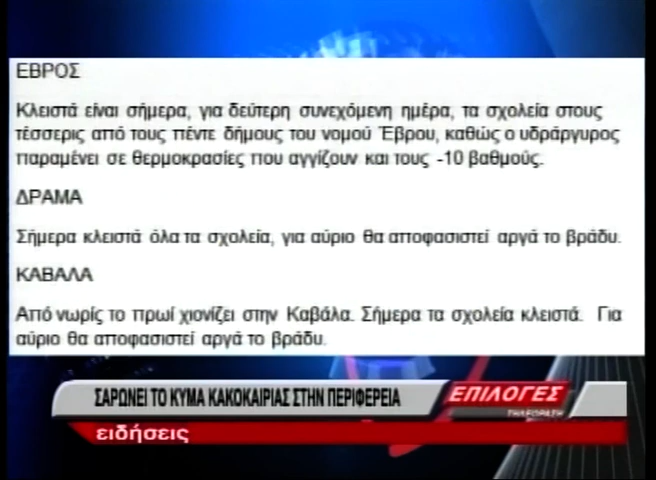 ΕΒΡΟΣ
Κλειστά είναι σήμερα, για δεύτερη συνεχόμενη ημέρα, τα σχολεία στους
τέσσερις από τους πέντε δήμους του νομού Έβρου, καθώς ο υδράργυρος
παραμένει σε θερμοκρασίες που αγγίζουν και τους -10 βαθμούς.
ΔΡΑΜΑ
Σήμερα κλειστά όλα τα σχολεία, για αύριο θα αποφασιστεί αργά το βράδυ.
ΚΑΒΑΛΑ
Από νωρίς το πρωί χιονίζει στην Καβάλα. Σήμερα τα σχολεία κλειστά. Για
αύριο θα αποφασιστεί αργά το βράδυ.
ΣΑΡΩΝΕΙ ΤΟ ΚΥΜΑ ΚΑΚΟΚΑΙΡΙΑΣ ΣΤΗΝ ΠΕΡΙΦΕΡΕΙΑ
ΕΠΙΛΟΓΕΣ
ΤΗΛΕΟΡΑΣΗ
ειδήσεις